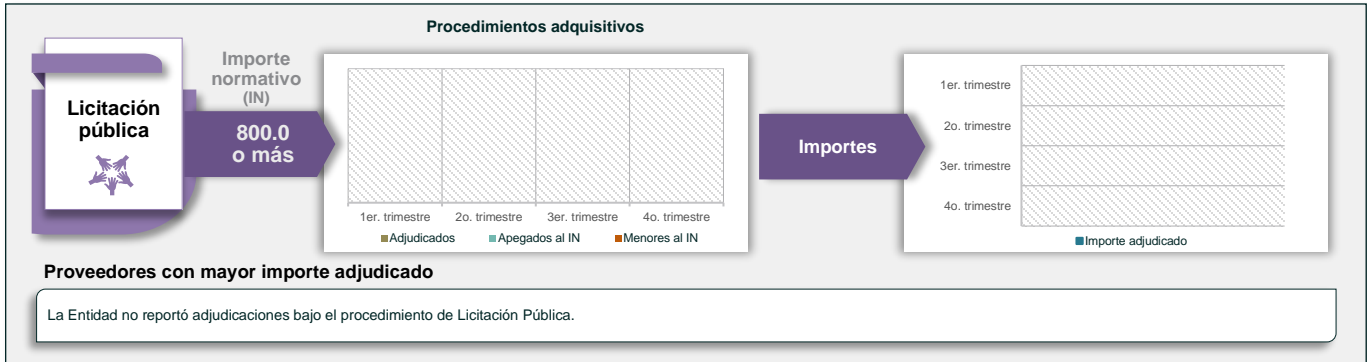 Procedimientos adquisitivos
Licitación
pública
Importe
normativo
(IN)
800.0
o más
1er. trimestre 2o. trimestre 3er. trimestre 4o. trimestre
Adjudicados Apegados al IN Menores al IN
Importes
1er. trimestre
2o. trimestre
3er. trimestre
4o. trimestre
Importe adjudicado
Proveedores con mayor importe adjudicado
La Entidad no reportó adjudicaciones bajo el procedimiento de Licitación Pública.